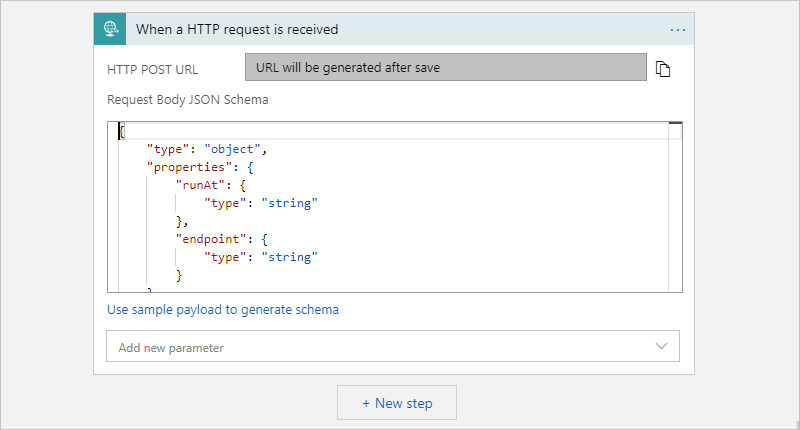 When a HTTP request is received
HTTP POST URL
URL will be generated after save
Request Body JSON Schema
{
"type": "object",
"properties": {
"runAt": {
"type": "string"
},
"endpoint": {
"type": "string"
}
}
Use sample payload to generate schema
Add new parameter
+ New step